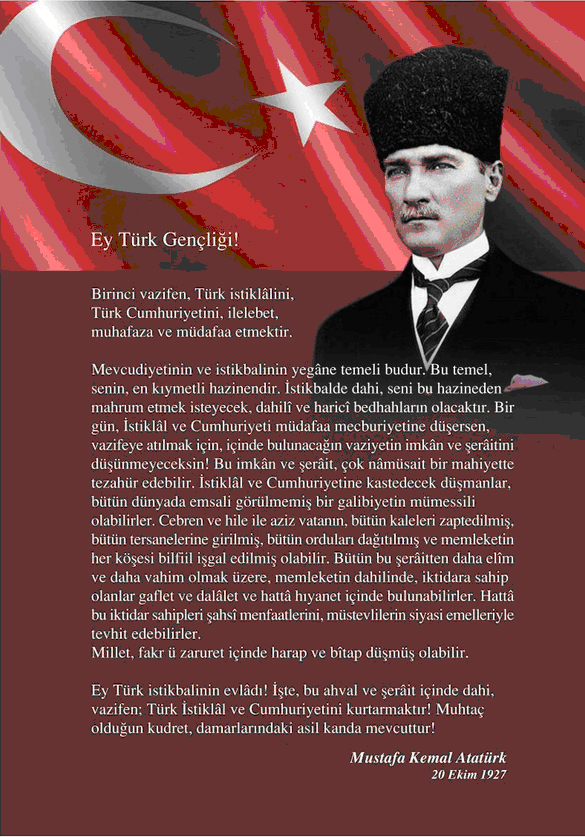 Ey Türk Gençliği!
Birinci vazifen, Türk istiklâlini,
Türk Cumhuriyetini, ilelebet,
muhafaza ve müdafaa etmektir.
Mevcudiyetinin ve istikbalinin yegâne temeli budur. Bu temel,
senin, en kıymetli hazinendir. İstikbalde dahi, seni bu hazineden
mahrum etmek isteyecek, dahilî ve haricî bedhahların olacaktır. Bir
gün, İstiklâl ve Cumhuriyeti müdafaa mecburiyetine düşersen,
vazifeye atılmak için, içinde bulunacağın vaziyetin imkân ve şerâitini
düşünmeyeceksin! Bu imkân ve şerâit, çok nâmüsait bir mahiyette
tezahür edebilir. İstiklâl ve Cumhuriyetine kastedecek düşmanlar,
bütün dünyada emsali görülmemiş bir galibiyetin mümessili
olabilirler. Cebren ve hile ile aziz vatanın, bütün kaleleri zaptedilmiş,
bütün tersanelerine girilmiş, bütün orduları dağıtılmış ve memleketin
her köşesi bilfiil işgal edilmiş olabilir. Bütün bu şerâitten daha elîm
ve daha vahim olmak üzere, memleketin dahilinde, iktidara sahip
olanlar gaflet ve dalâlet ve hattâ hıyanet içinde bulunabilirler. Hattâ
bu iktidar sahipleri şahsî menfaatlerini, müstevlilerin siyasi emelleriyle
tevhit edebilirler.
Millet, fakr ü zaruret içinde harap ve bîtap düşmüş olabilir.
Ey Türk istikbalinin evlâdı! İşte, bu ahval ve şerâit içinde dahi,
vazifen; Türk İstiklâl ve Cumhuriyetini kurtarmaktır! Muhtaç
olduğun kudret, damarlarındaki asil kanda mevcuttur!
Mustafa Kemal Atatürk
20 Ekim 1927